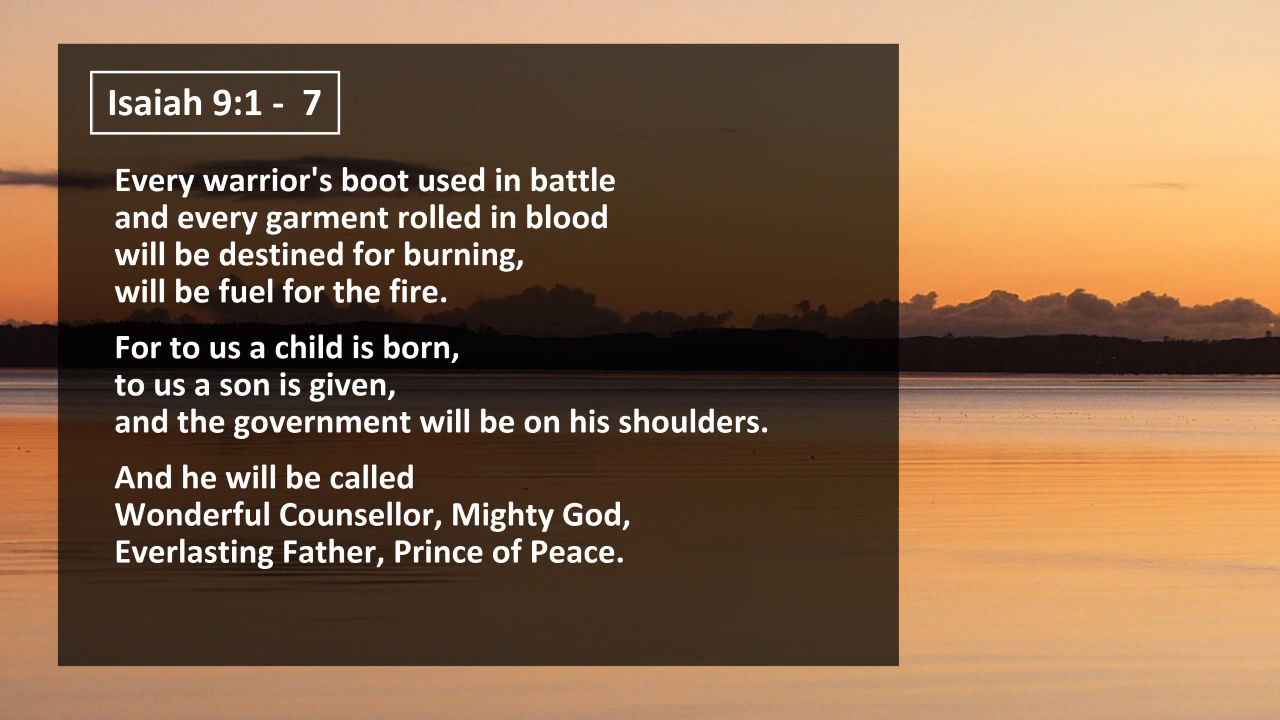 Isaiah 9:1 -  7
Every warrior's boot used in battle
and every garment rolled in blood
will be destined for burning,
will be fuel for the fire.
For to us a child is born,
to us a son is given,
and the government will be on his shoulders.
And he will be called
Wonderful Counsellor, Mighty God,
Everlasting Father, Prince of Peace.